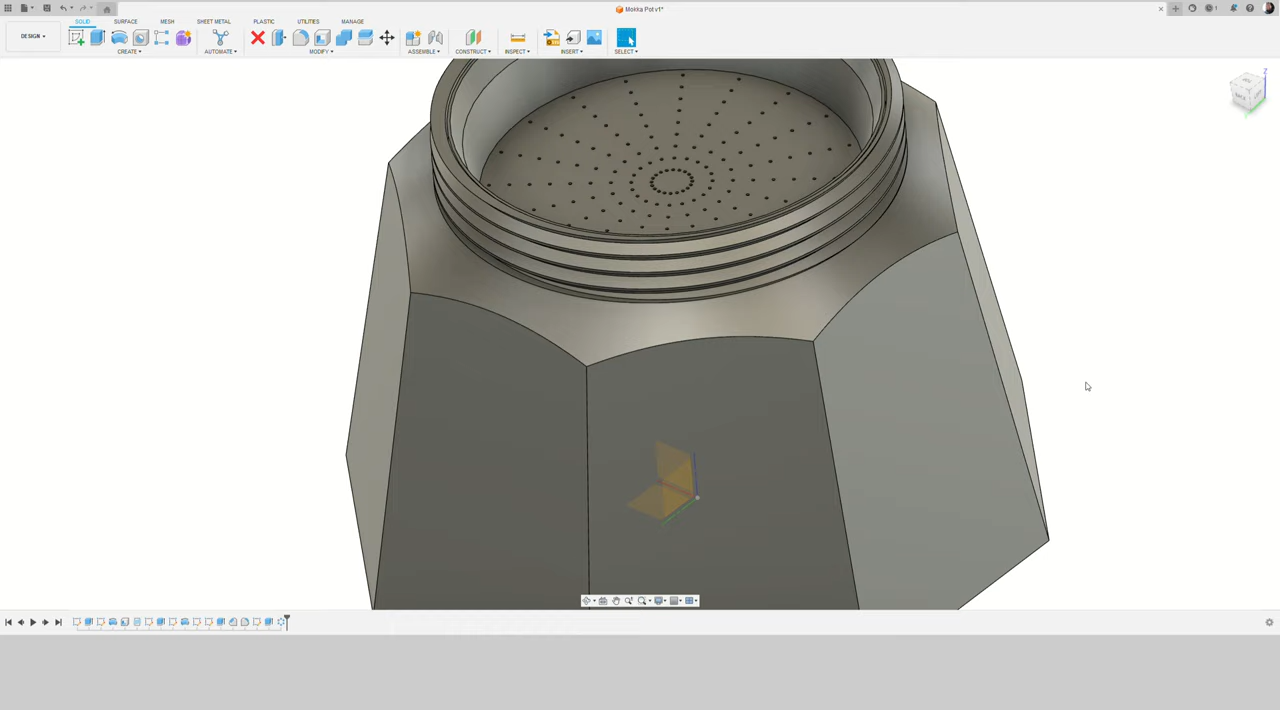 Mokka Pot v1*
SOLID SURFACE MESH SHEET METAL PLASTIC UTILITIES MANAGE
DESIGN ▾
CREATE ▾ AUTOMATE ▾ MODIFY ▾ ASSEMBLE ▾ CONSTRUCT ▾ INSPECT ▾ INSERT ▾ SELECT ▾
Z